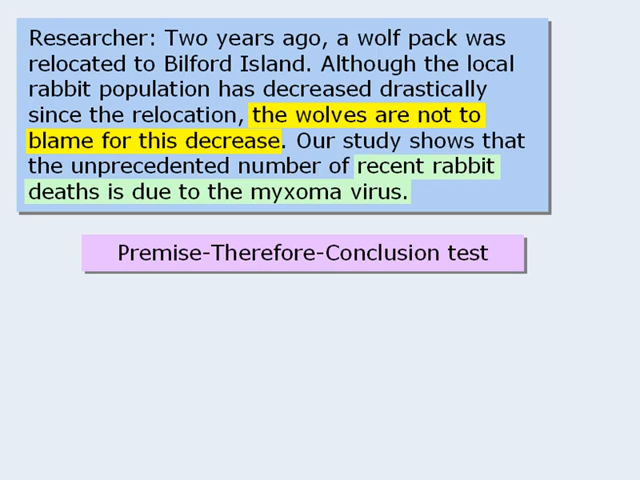 Researcher: Two years ago, a wolf pack was
relocated to Bilford Island. Although the local
rabbit population has decreased drastically
since the relocation, the wolves are not to
blame for this decrease. Our study shows that
the unprecedented number of recent rabbit
deaths is due to the myxoma virus.
Premise-Therefore-Conclusion test